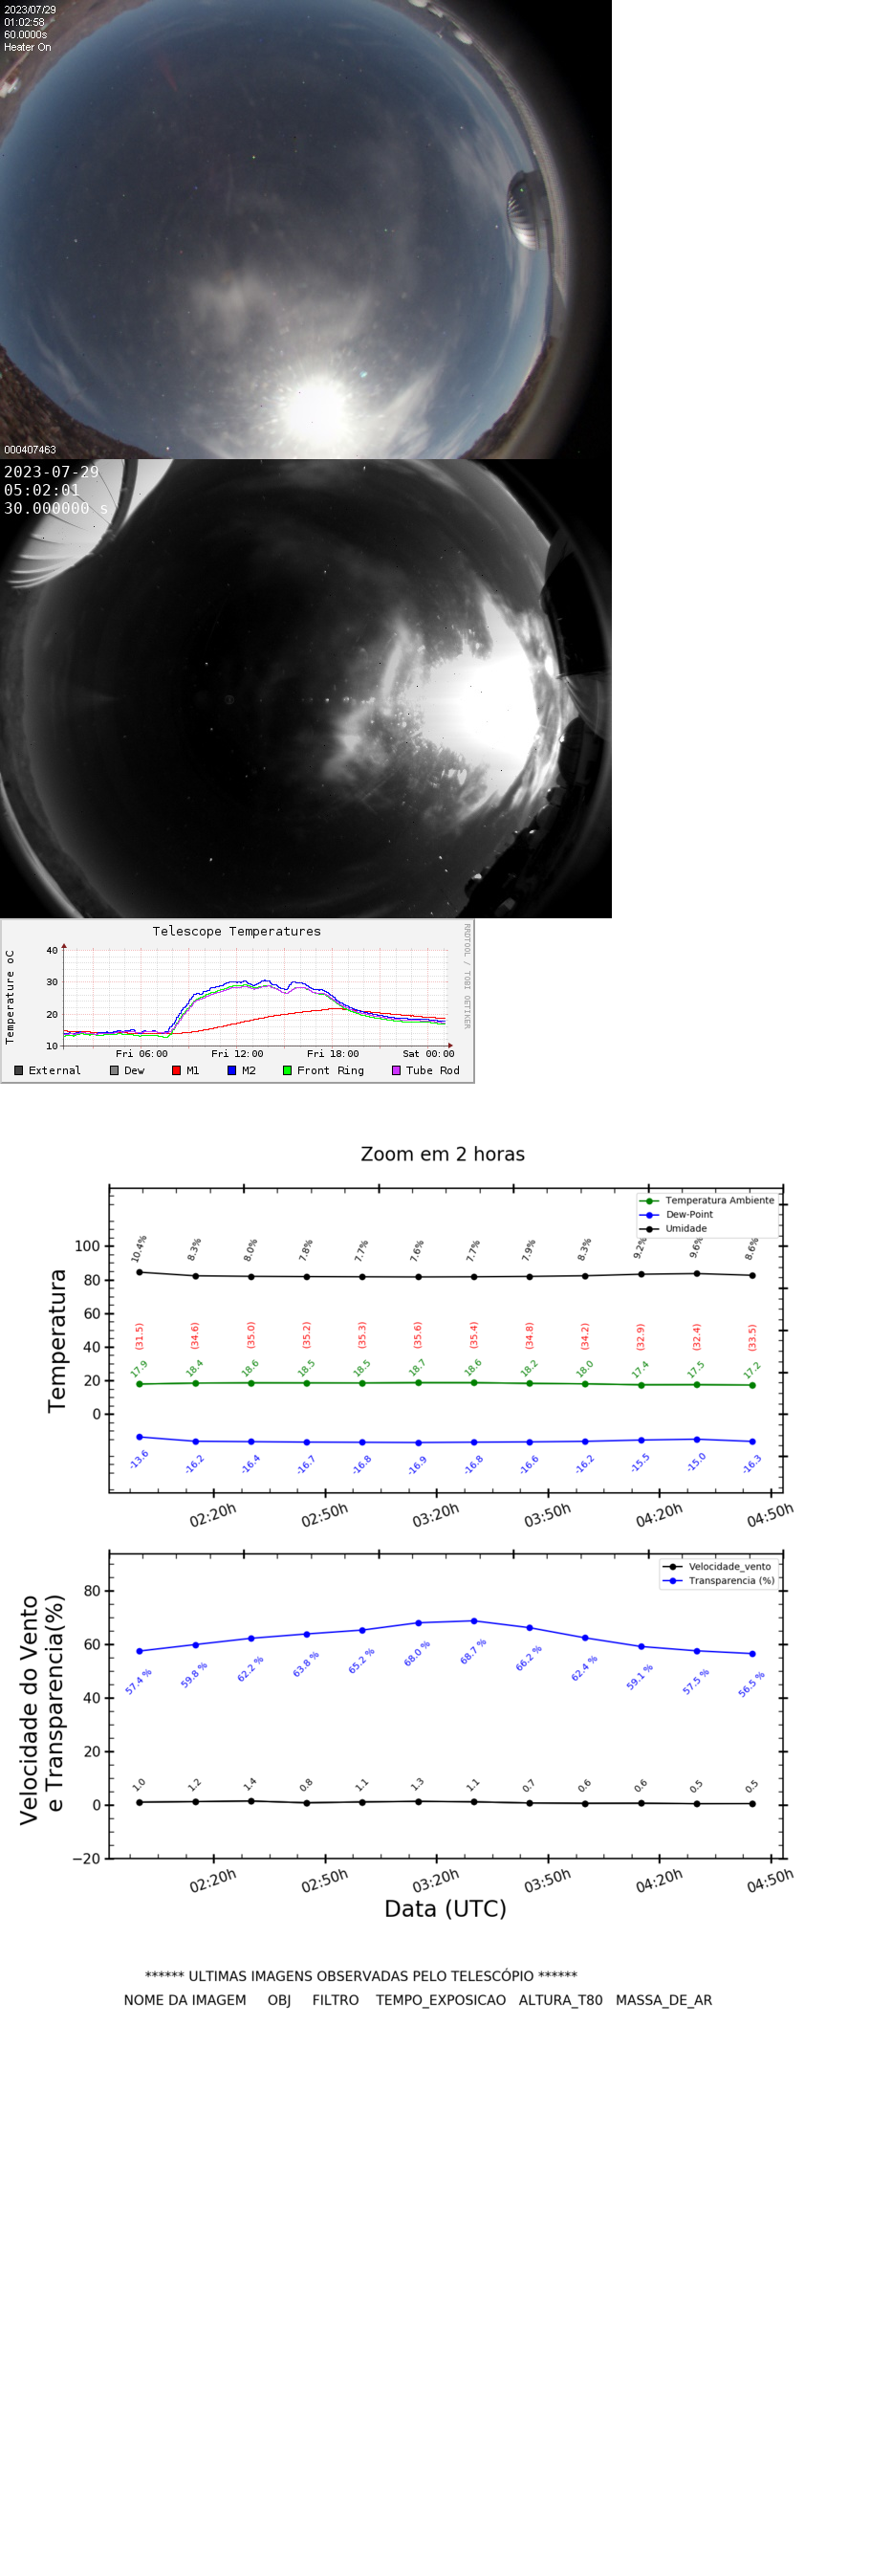 2023/07/29
01:02:58
60.0000s
Heater On
000407463
2023-07-29
05:02:01
30.000000 s
Telescope Temperatures
RRDTOOL / TOBI OETIKER
Temperature oC
40
30
20
10
Fri 06:00 Fri 12:00 Fri 18:00 Sat 00:00
External Dew M1 M2 Front Ring Tube Rod
Zoom em 2 horas
Temperatura
Temperatura Ambiente
Dew-Point
Umidade
100
80
60
40
20
0
10.4% 8.3% 8.0% 7.8% 7.7% 7.6% 7.7% 7.9% 8.3% 9.2% 9.6% 8.6%
(31.5) (34.6) (35.0) (35.2) (35.3) (35.6) (35.4) (34.8) (34.2) (32.9) (32.4) (33.5)
17.9 18.4 18.6 18.5 18.5 18.7 18.6 18.2 18.0 17.4 17.5 17.2
-13.6 -16.2 -16.4 -16.7 -16.8 -16.9 -16.8 -16.6 -16.2 -15.5 -15.0 -16.3
02:20h 02:50h 03:20h 03:50h 04:20h 04:50h
Velocidade do Vento
e Transparencia(%)
Velocidade_vento
Transparencia (%)
80
60
40
20
0
−20
57.4 % 59.8 % 62.2 % 63.8 % 65.2 % 68.0 % 68.7 % 66.2 % 62.4 % 59.1 % 57.5 % 56.5 %
1.0 1.2 1.4 0.8 1.1 1.3 1.1 0.7 0.6 0.6 0.5 0.5
02:20h 02:50h 03:20h 03:50h 04:20h 04:50h
Data (UTC)
****** ULTIMAS IMAGENS OBSERVADAS PELO TELESCÓPIO ******
NOME DA IMAGEM OBJ FILTRO TEMPO_EXPOSICAO ALTURA_T80 MASSA_DE_AR